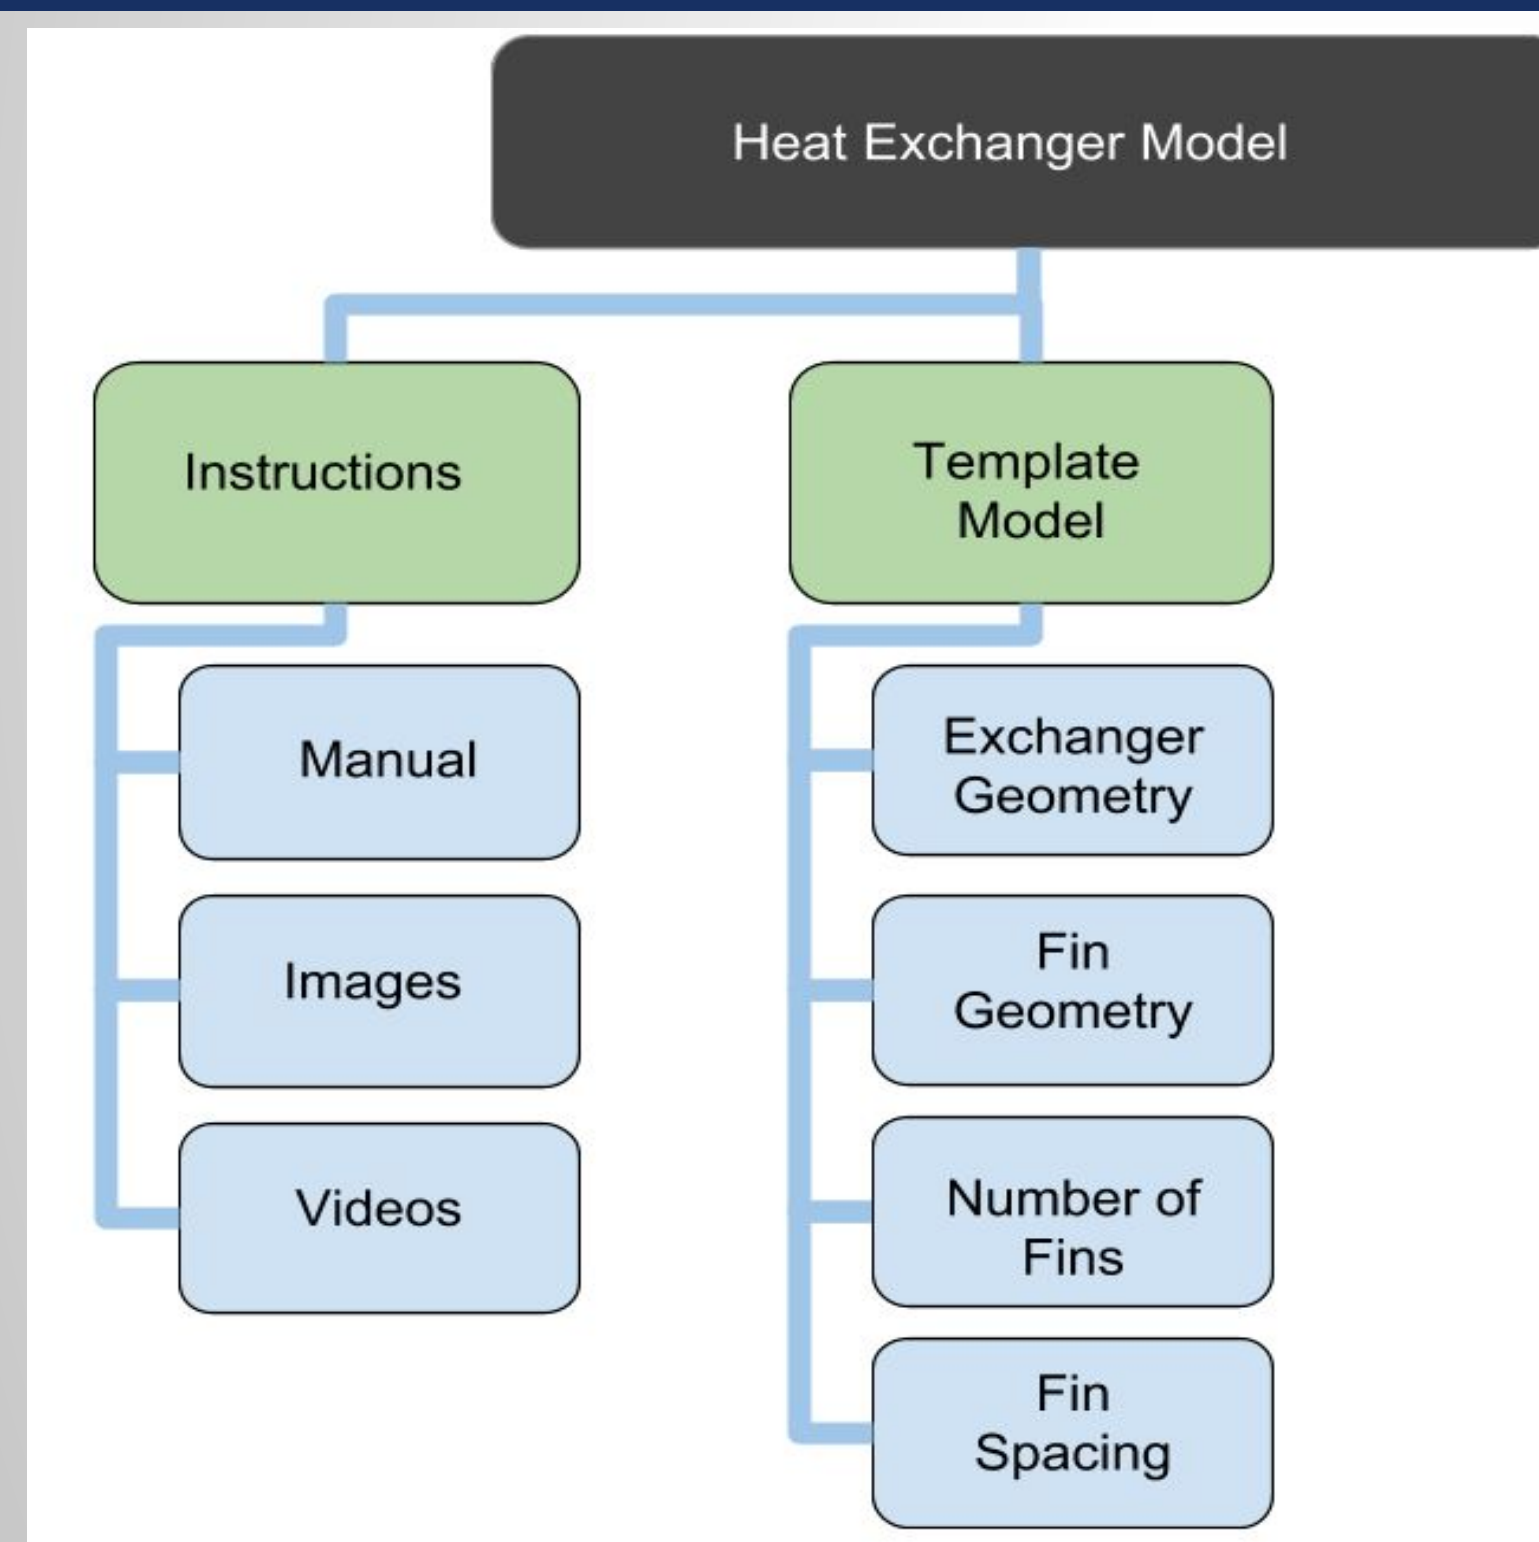 Heat Exchanger Model
Instructions
Manual
Images
Videos
Template
Model
Exchanger
Geometry
Fin
Geometry
Number of
Fins
Fin
Spacing